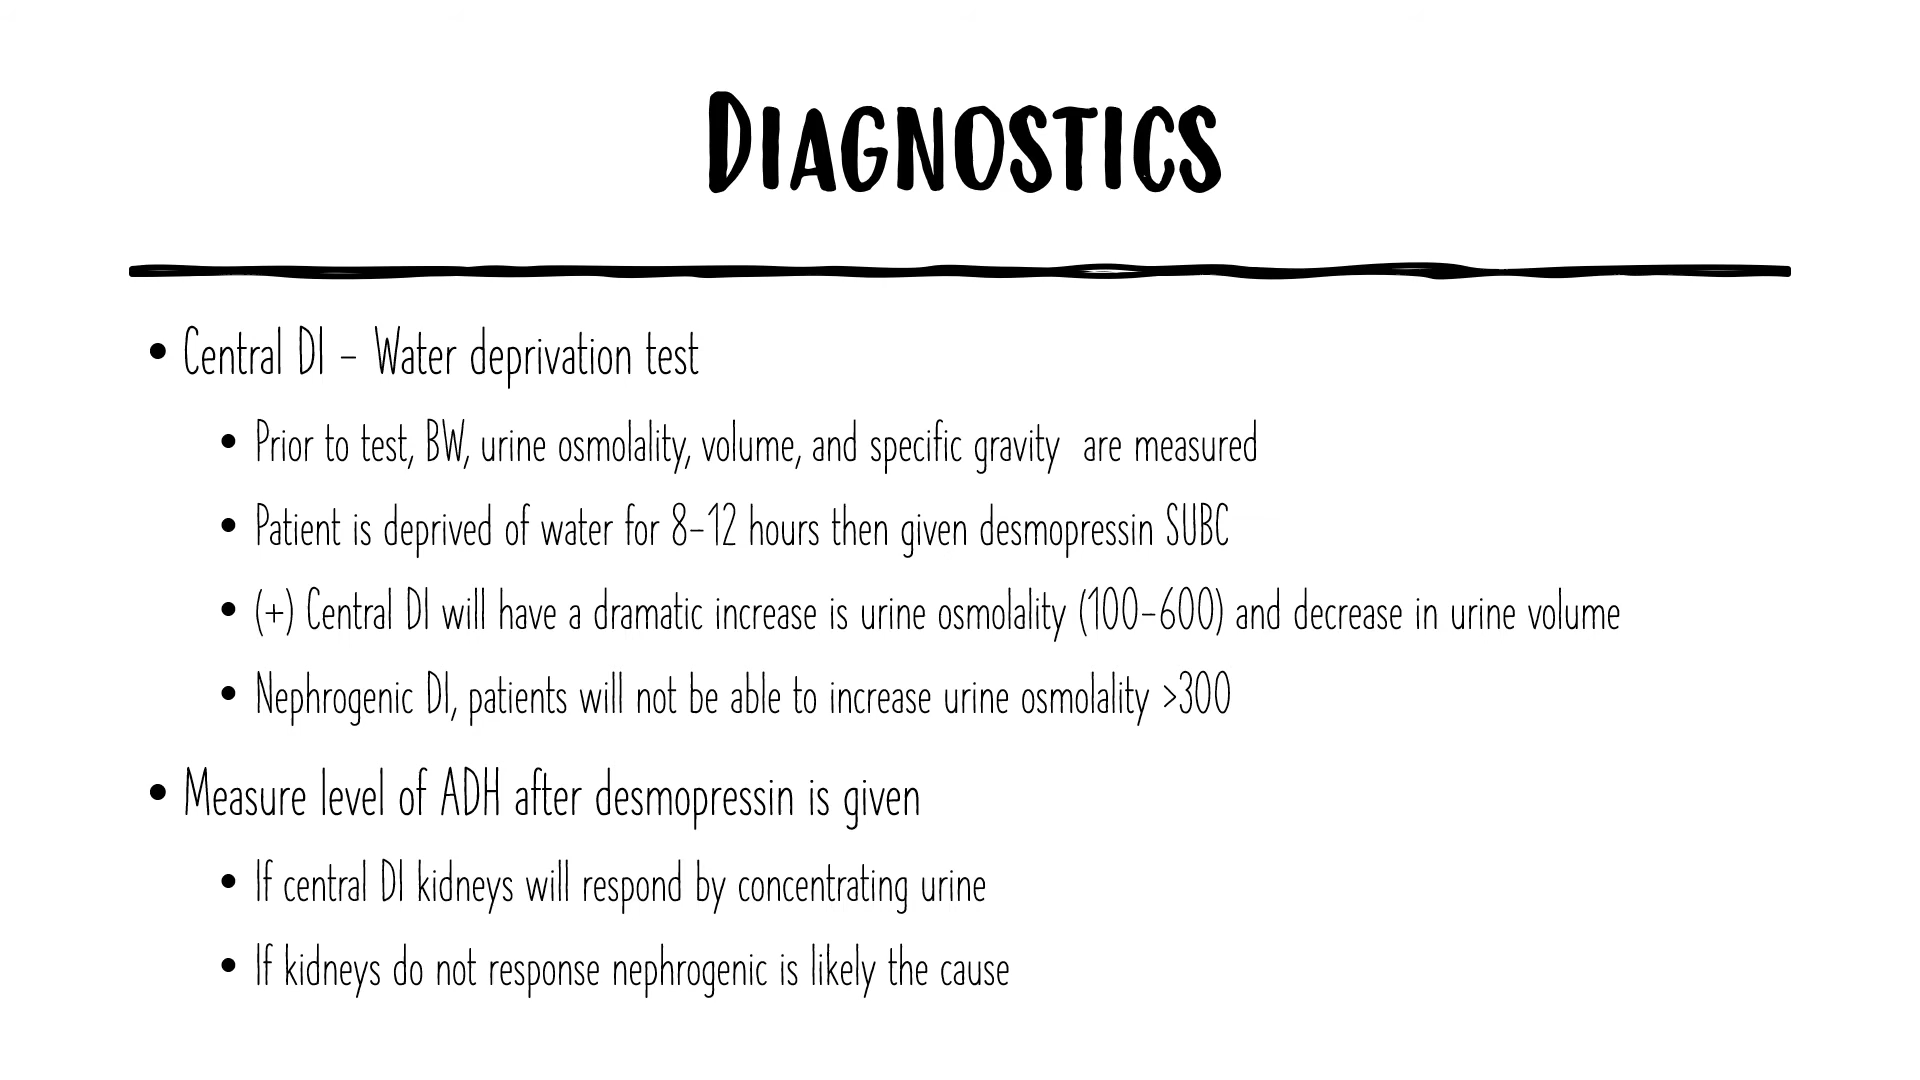 DIAGNOSTICS
• Central DI – Water deprivation test
• Prior to test, BW, urine osmolality, volume, and specific gravity are measured
• Patient is deprived of water for 8–12 hours then given desmopressin SUBC
• (+) Central DI will have a dramatic increase is urine osmolality (100–600) and decrease in urine volume
• Nephrogenic DI, patients will not be able to increase urine osmolality >300
• Measure level of ADH after desmopressin is given
• If central DI kidneys will respond by concentrating urine
• If kidneys do not response nephrogenic is likely the cause